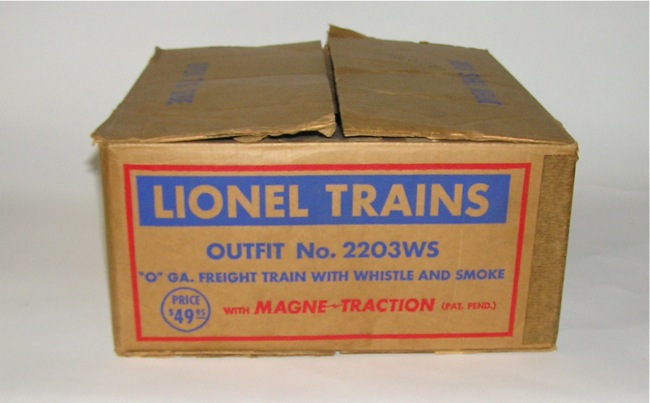 LIONEL TRAINS
OUTFIT No. 2203WS
"O" GA. FREIGHT TRAIN WITH WHISTLE AND SMOKE
PRICE
$49.95
WITH MAGNE-TRACTION (PAT. PEND.)